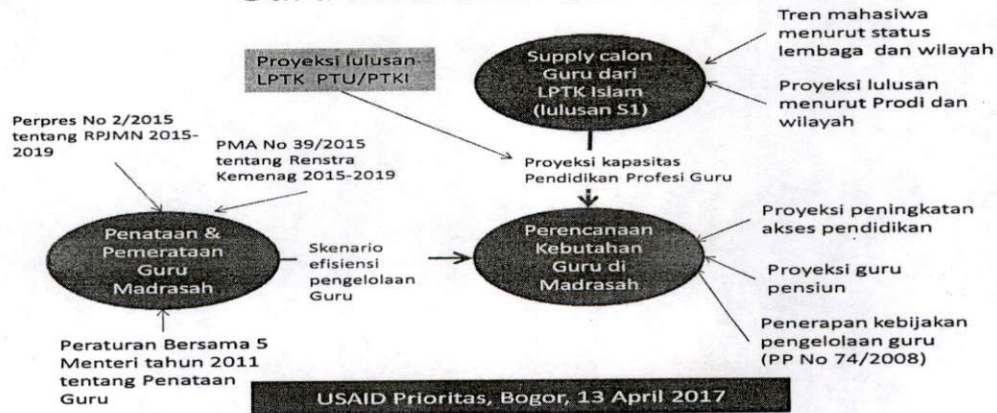 Proyeksi lulusan
LPTK PTU/PTKI
Supply calon
Guru dari
LPTK Islam
(lulusan S1)
Tren mahasiwa
menurut status
lembaga dan wilayah
Proyeksi lulusan
menurut Prodi dan
wilayah
Perpres No 2/2015
tentang RPJMN 2015-
2019
PMA No 39/2015
tentang Renstra
Kemenag 2015-2019
Proyeksi kapasitas
Pendidikan Profesi Guru
Penataan &
Pemerataan
Guru
Madrasah
Skenario
efisiensi
pengelolaan
Guru
Perencanaan
Kebutahan
Guru di
Madrasah
Proyeksi peningkatan
akses pendidikan
Proyeksi guru
pensiun
Penerapan kebijakan
pengelolaan guru
(PP No 74/2008)
Peraturan Bersama 5
Menteri tahun 2011
tentang Penataan
Guru
USAID Prioritas, Bogor, 13 April 2017